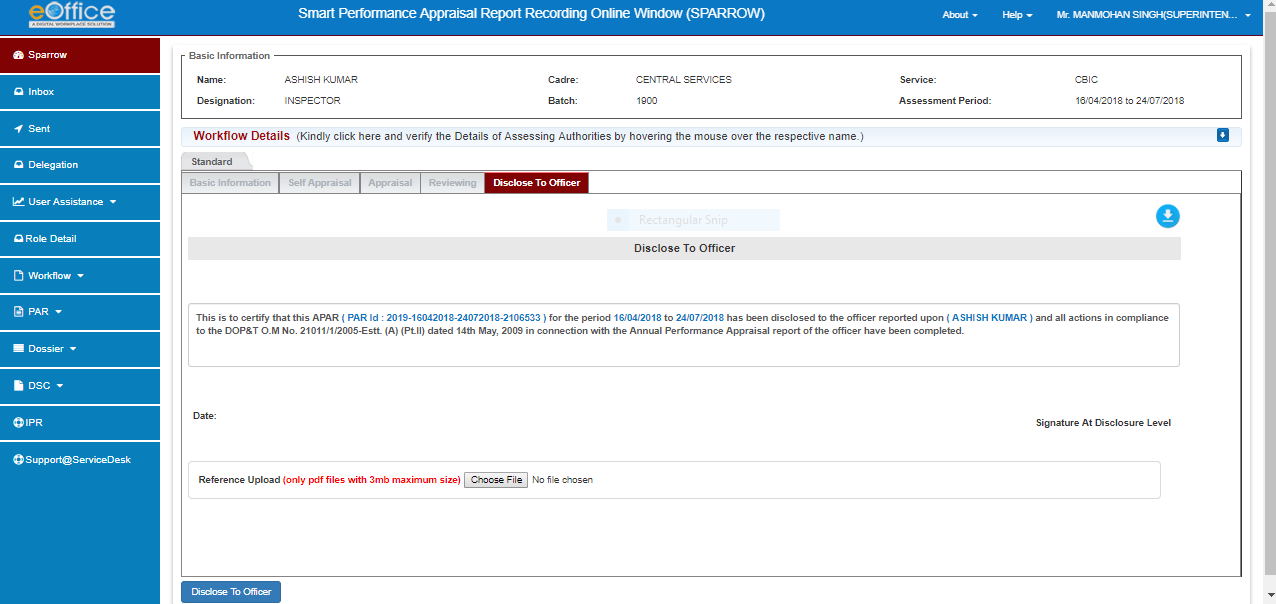 eOffice
A DIGITAL WORKPLACE SOLUTION
Smart Performance Appraisal Report Recording Online Window (SPARROW)
About
Help
Mr. MANMOHAN SINGH(SUPERINTEN...
Sparrow
Inbox
Sent
Delegation
User Assistance
Role Detail
Workflow
PAR
Dossier
DSC
IPR
Support@ServiceDesk
Basic Information
Name: ASHISH KUMAR Cadre: CENTRAL SERVICES Service: CBIC
Designation: INSPECTOR Batch: 1900 Assessment Period: 16/04/2018 to 24/07/2018
Workflow Details (Kindly click here and verify the Details of Assessing Authorities by hovering the mouse over the respective name.)
Standard
Basic Information Self Appraisal Appraisal Reviewing Disclose To Officer
Rectangular Snip
Disclose To Officer
This is to certify that this APAR ( PAR Id : 2019-16042018-24072018-2106533 ) for the period 16/04/2018 to 24/07/2018 has been disclosed to the officer reported upon ( ASHISH KUMAR ) and all actions in compliance
to the DOP&T O.M No. 21011/1/2005-Estt. (A) (Pt.II) dated 14th May, 2009 in connection with the Annual Performance Appraisal report of the officer have been completed.
Date:
Signature At Disclosure Level
Reference Upload (only pdf files with 3mb maximum size) Choose File No file chosen
Disclose To Officer